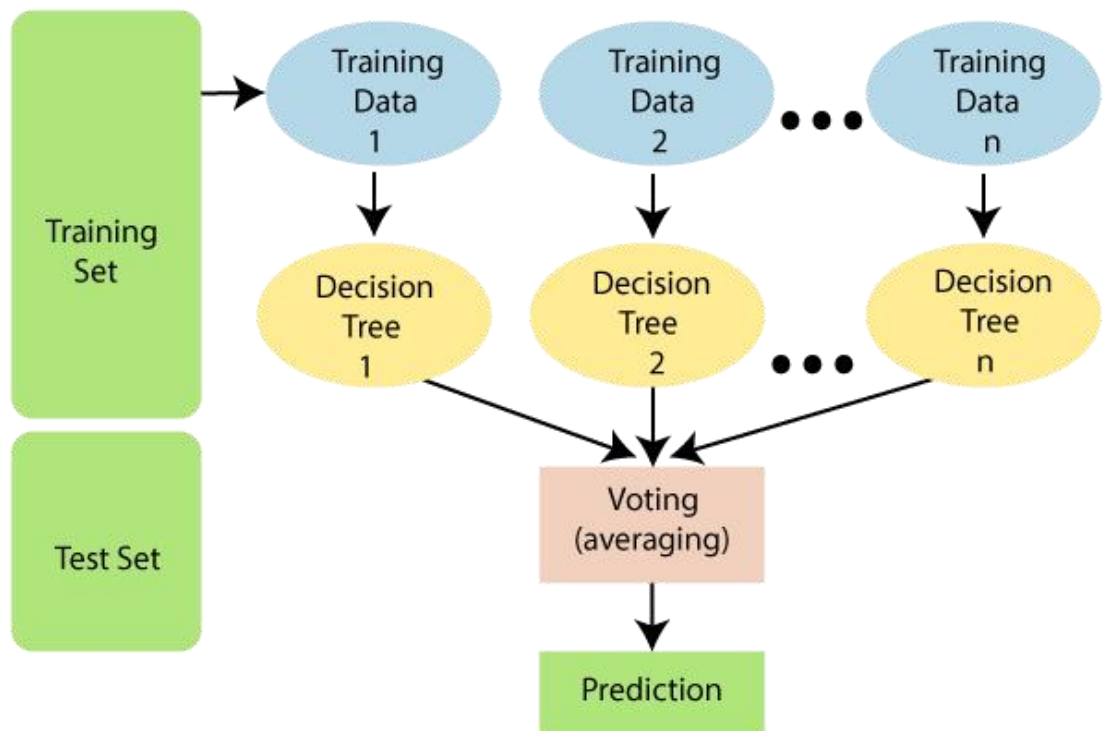 Training
Set
Test Set
Training
Data
1
Training
Data
2
Training
Data
n
Decision
Tree
1
Decision
Tree
2
Decision
Tree
n
Voting
(averaging)
Prediction